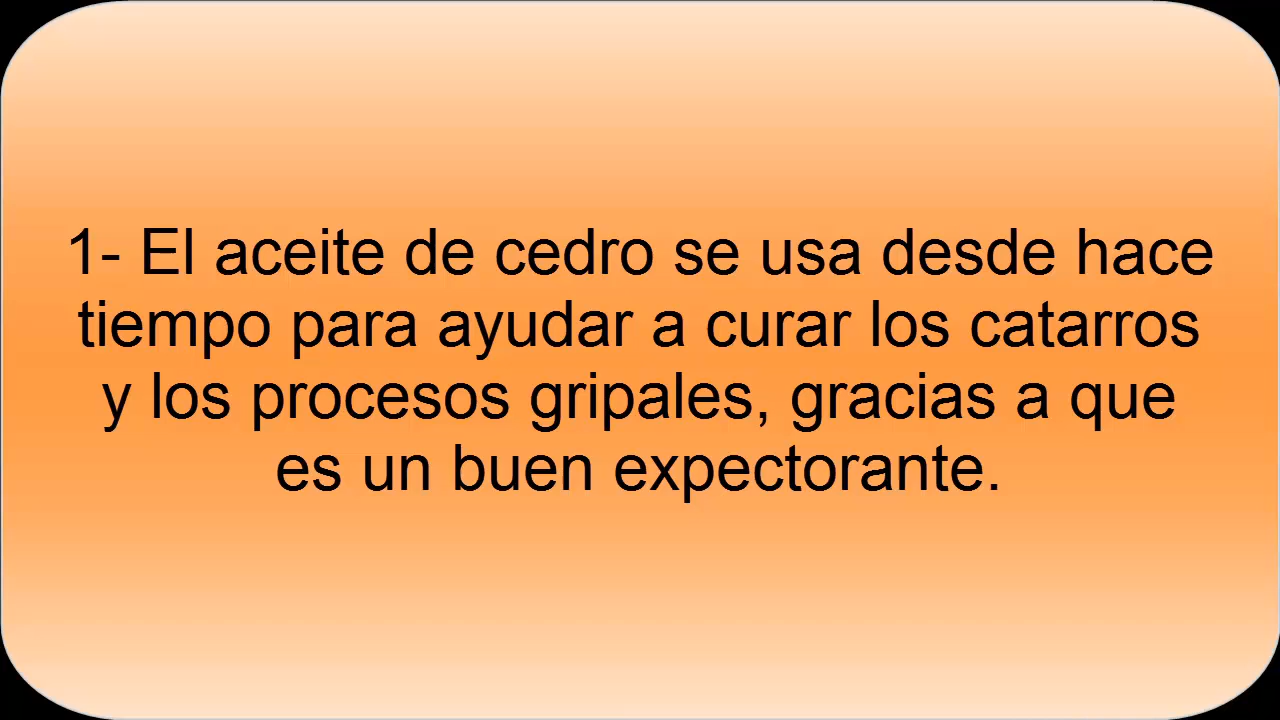 1- El aceite de cedro se usa desde hace
tiempo para ayudar a curar los catarros
y los procesos gripales, gracias a que
es un buen expectorante.